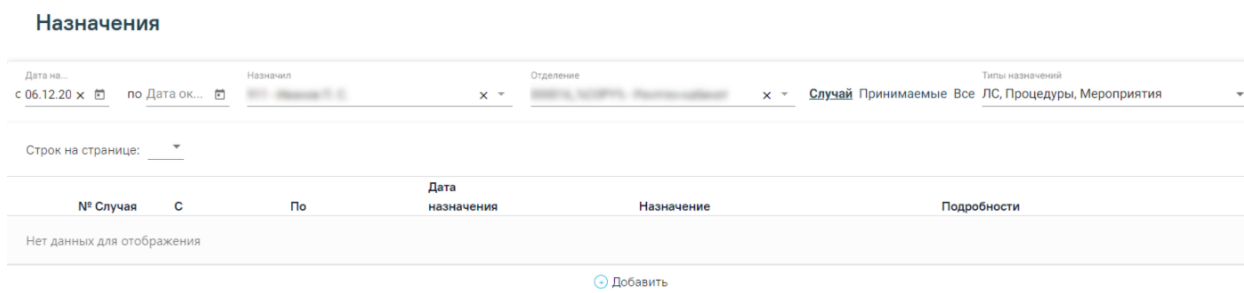 Назначения
Дата на... Назначил Отделение Типы назначений
с 06.12.20 по Дата ок... Случай Принимаемые Все ЛС, Процедуры, Мероприятия
Строк на странице:
№ Случая С По Дата назначения Назначение Подробности
Нет данных для отображения
Добавить